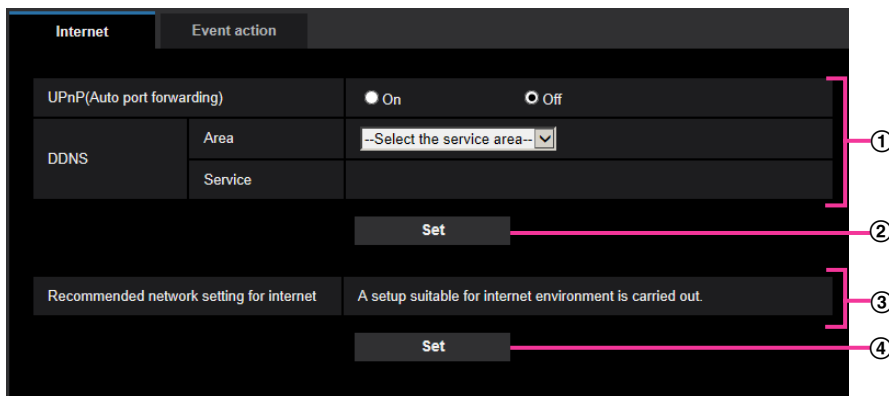 Internet Event action
UPnP(Auto port forwarding) On Off
DDNS Area --Select the service area--
Service
①
Set ②
Recommended network setting for internet A setup suitable for internet environment is carried out. ③
Set ④